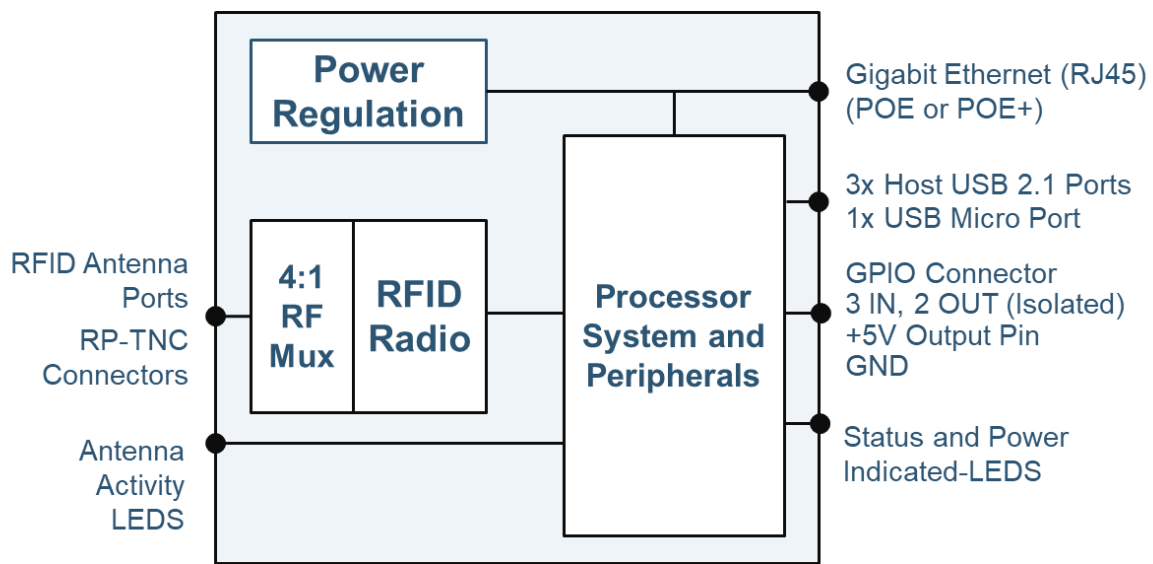 Power
Regulation
Gigabit Ethernet (RJ45)
(POE or POE+)
3x Host USB 2.1 Ports
1x USB Micro Port
RFID Antenna
Ports
RP-TNC
Connectors
4:1
RF
Mux
RFID
Radio
Processor
System and
Peripherals
GPIO Connector
3 IN, 2 OUT (Isolated)
+5V Output Pin
GND
Antenna
Activity
LEDS
Status and Power
Indicated-LEDS